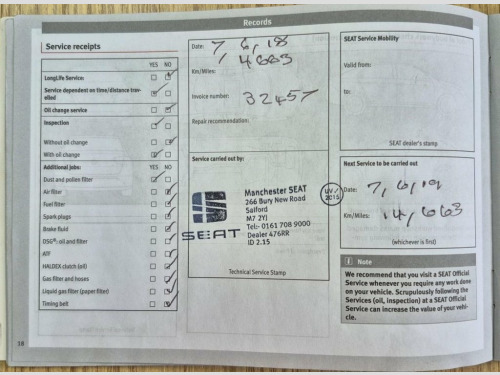 Records
Service receipts
YES NO
LongLife Service:
Service dependent on time/distance trav-
elled
Oil change service
Inspection
Without oil change
With oil change
Additional jobs: YES NO
Dust and pollen filter
Air filter
Fuel filter
Spark plugs
Brake fluid
DSG®: oil and filter
ATF
HALDEX clutch (oil)
Gas filter and hoses
Liquid gas filter (paper filter)
Timing belt
18
Date: 7, 6, 18
Km/Miles: 4663
Invoice number: 32457
Repair recommendation:
Service carried out by:
SEAT
Manchester SEAT
266 Bury New Road
Salford
M7 2YJ
Tel:- 0161 708 9000
Dealer 476RR
ID 2.15
UV/
2015
Technical Service Stamp
SEAT Service Mobility
Valid from:
to:
SEAT dealer's stamp
Next Service to be carried out
Date: 7, 6, 19
Km/Miles: 14,663
(whichever is first)
i Note
We recommend that you visit a SEAT Official
Service whenever you require any work done
on your vehicle. Scrupulously following the
Services (oil, inspection) at a SEAT Official
Service can increase the value of your vehi-
cle.